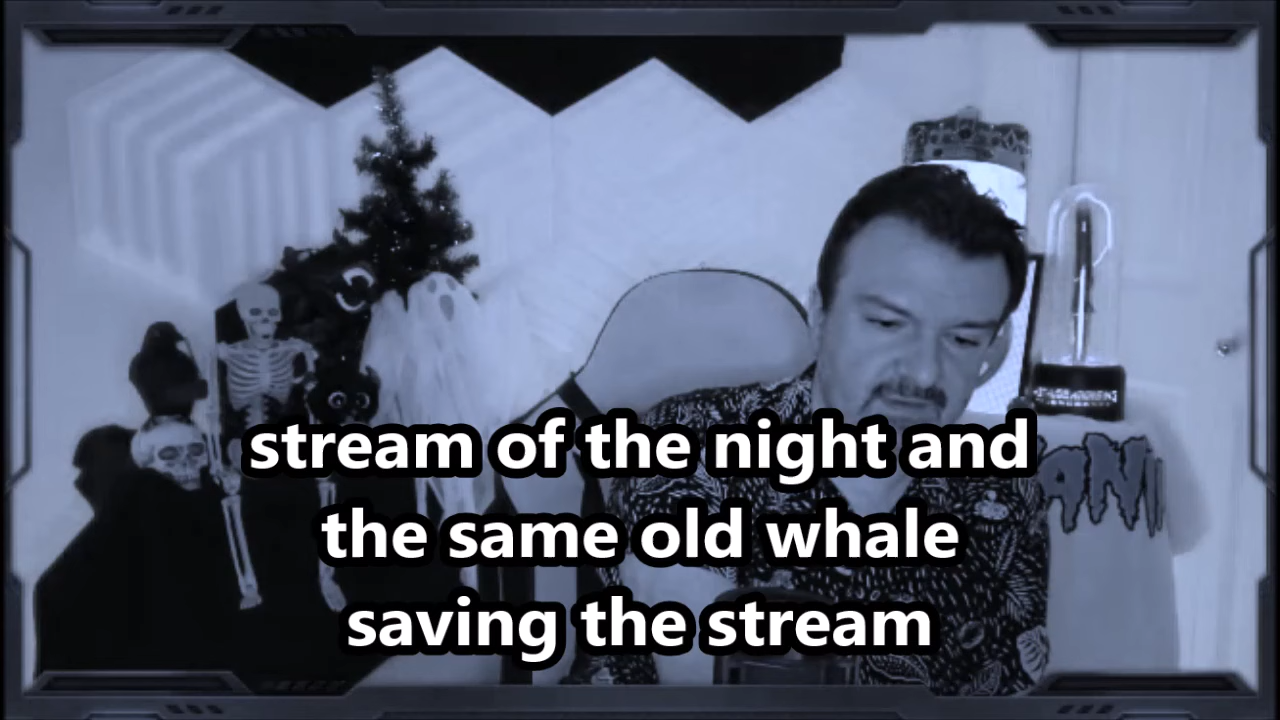 stream of the night and
the same old whale
saving the stream